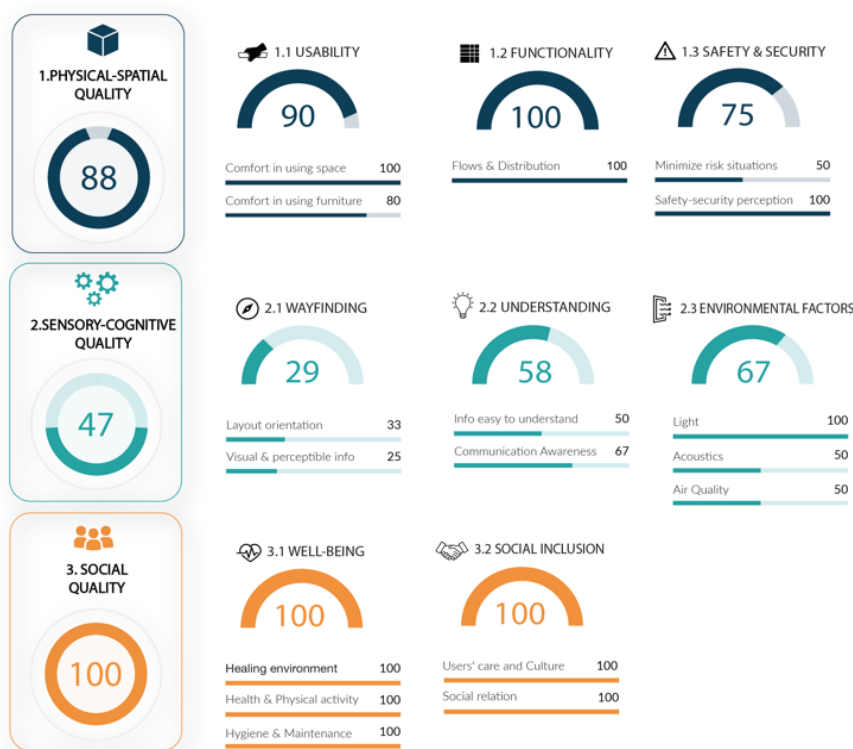 1.PHYSICAL-SPATIAL
QUALITY
88
1.1 USABILITY
90
Comfort in using space 100
Comfort in using furniture 80
1.2 FUNCTIONALITY
100
Flows & Distribution 100
1.3 SAFETY & SECURITY
75
Minimize risk situations 50
Safety-security perception 100
2.SENSORY-COGNITIVE
QUALITY
47
2.1 WAYFINDING
29
Layout orientation 33
Visual & perceptible info 25
2.2 UNDERSTANDING
58
Info easy to understand 50
Communication Awareness 67
2.3 ENVIRONMENTAL FACTORS
67
Light 100
Acoustics 50
Air Quality 50
3. SOCIAL
QUALITY
100
3.1 WELL-BEING
100
Healing environment 100
Health & Physical activity 100
Hygiene & Maintenance 100
3.2 SOCIAL INCLUSION
100
Users' care and Culture 100
Social relation 100